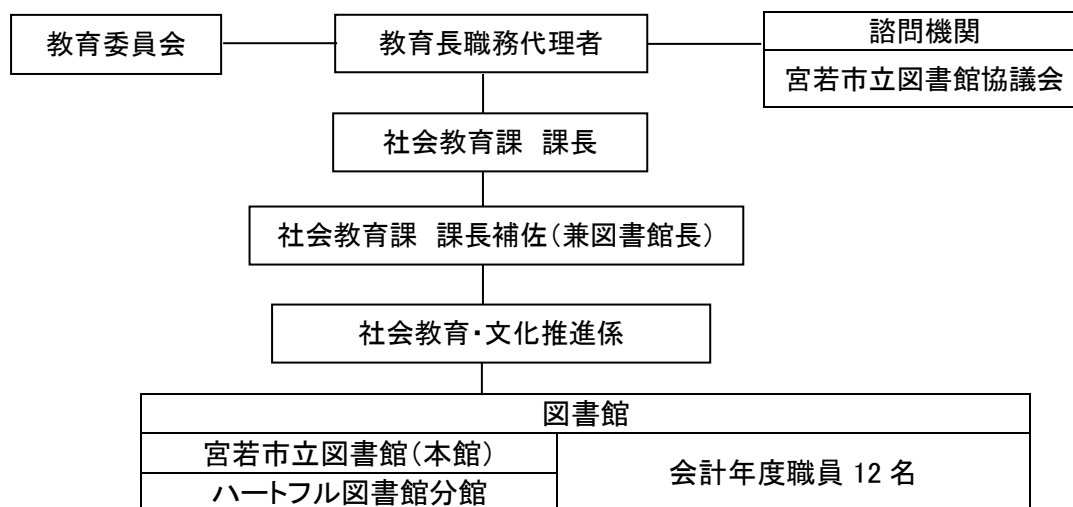 教育委員会
教育長職務代理者
諮問機関
宮若市立図書館協議会
社会教育課　課長
社会教育課　課長補佐（兼図書館長）
社会教育・文化推進係
図書館
宮若市立図書館（本館）
ハートフル図書館分館
会計年度職員 12 名